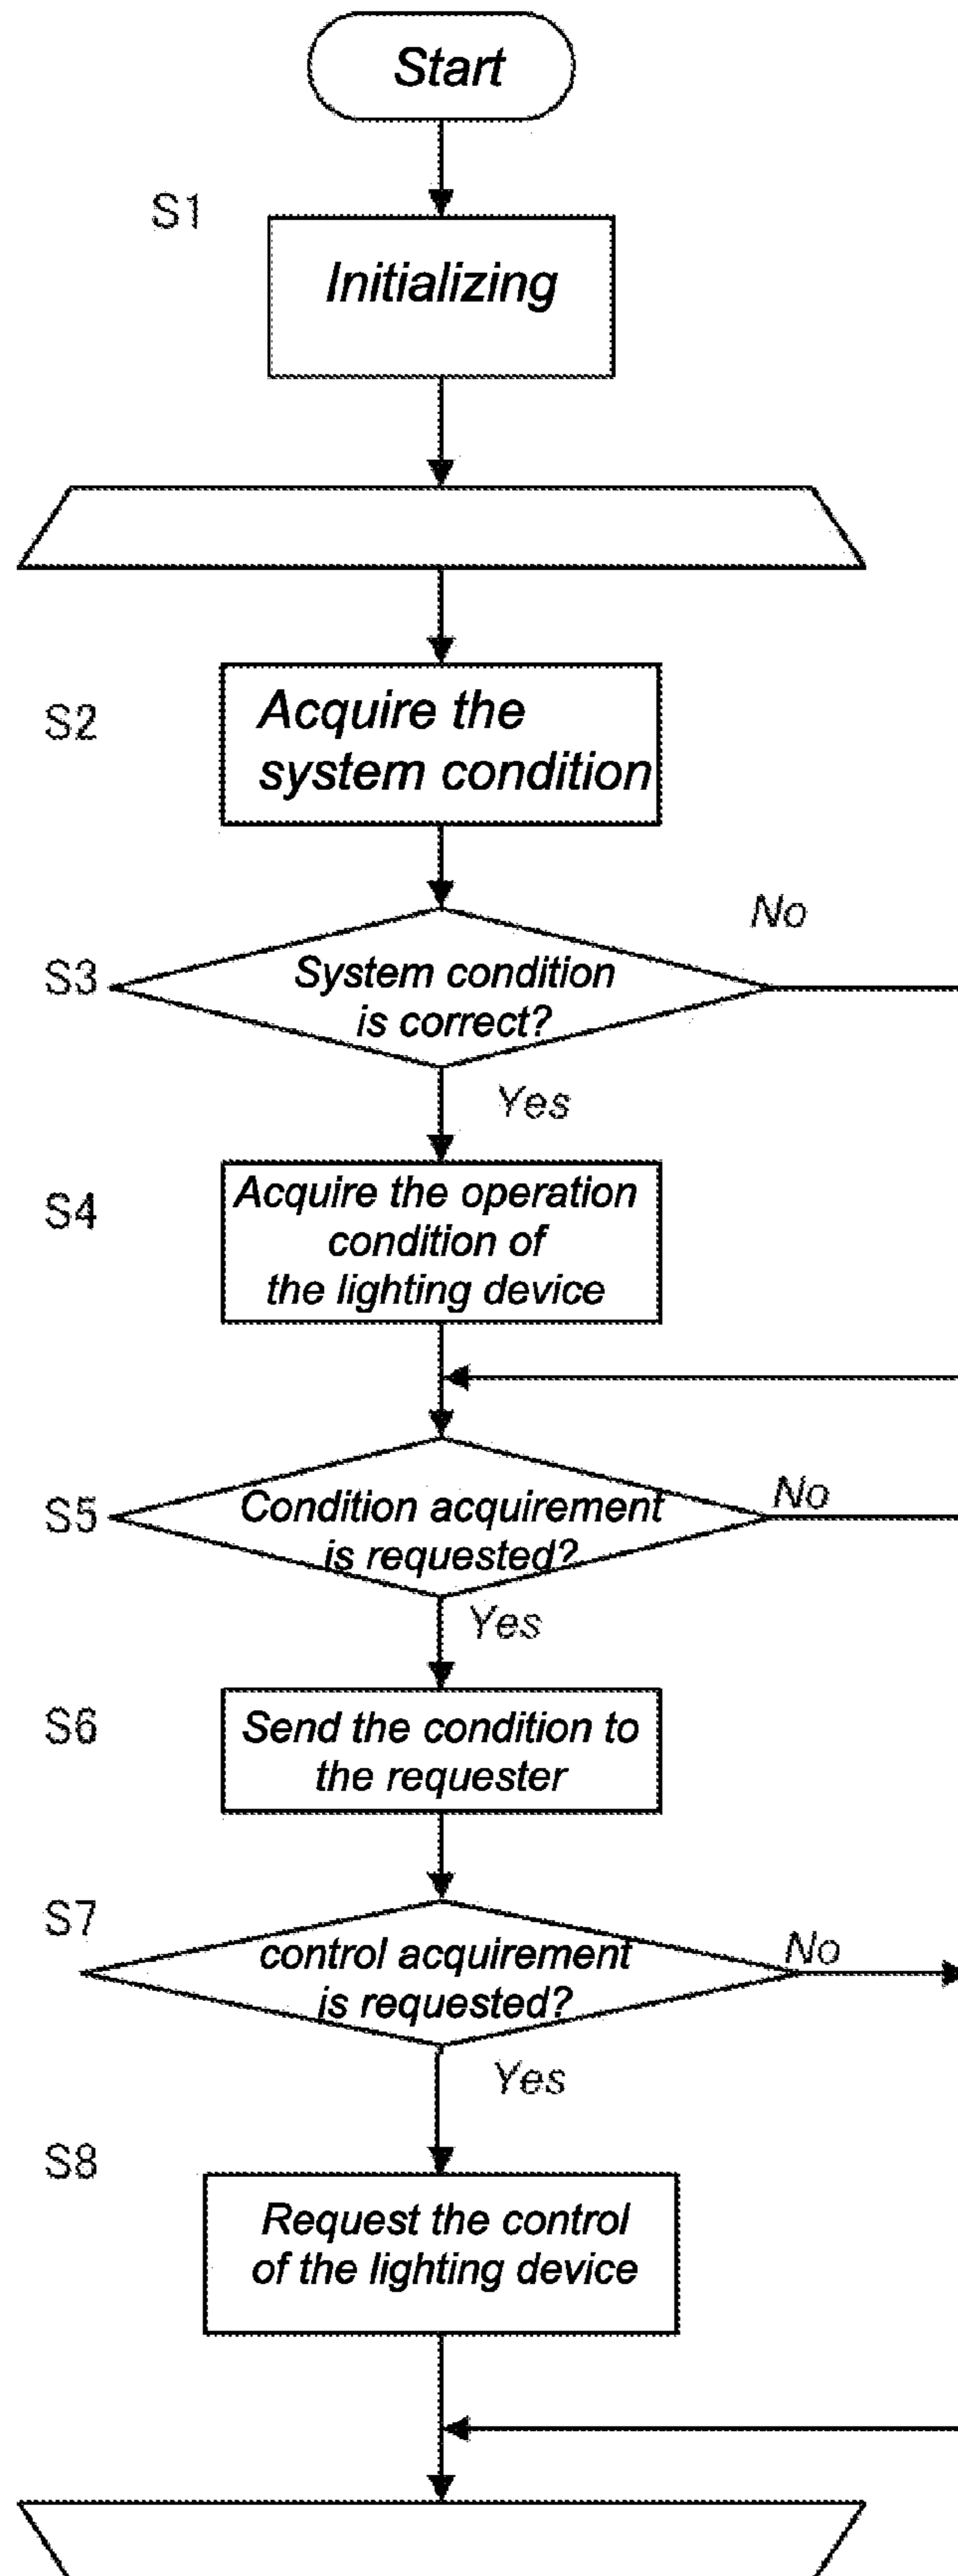 Start
S1
Initializing
S2
Acquire the
system condition
No
S3
System condition
is correct?
Yes
S4
Acquire the operation
condition of
the lighting device
S5
Condition acquirement
is requested?
No
Yes
S6
Send the condition to
the requester
S7
control acquirement
is requested?
No
Yes
S8
Request the control
of the lighting device